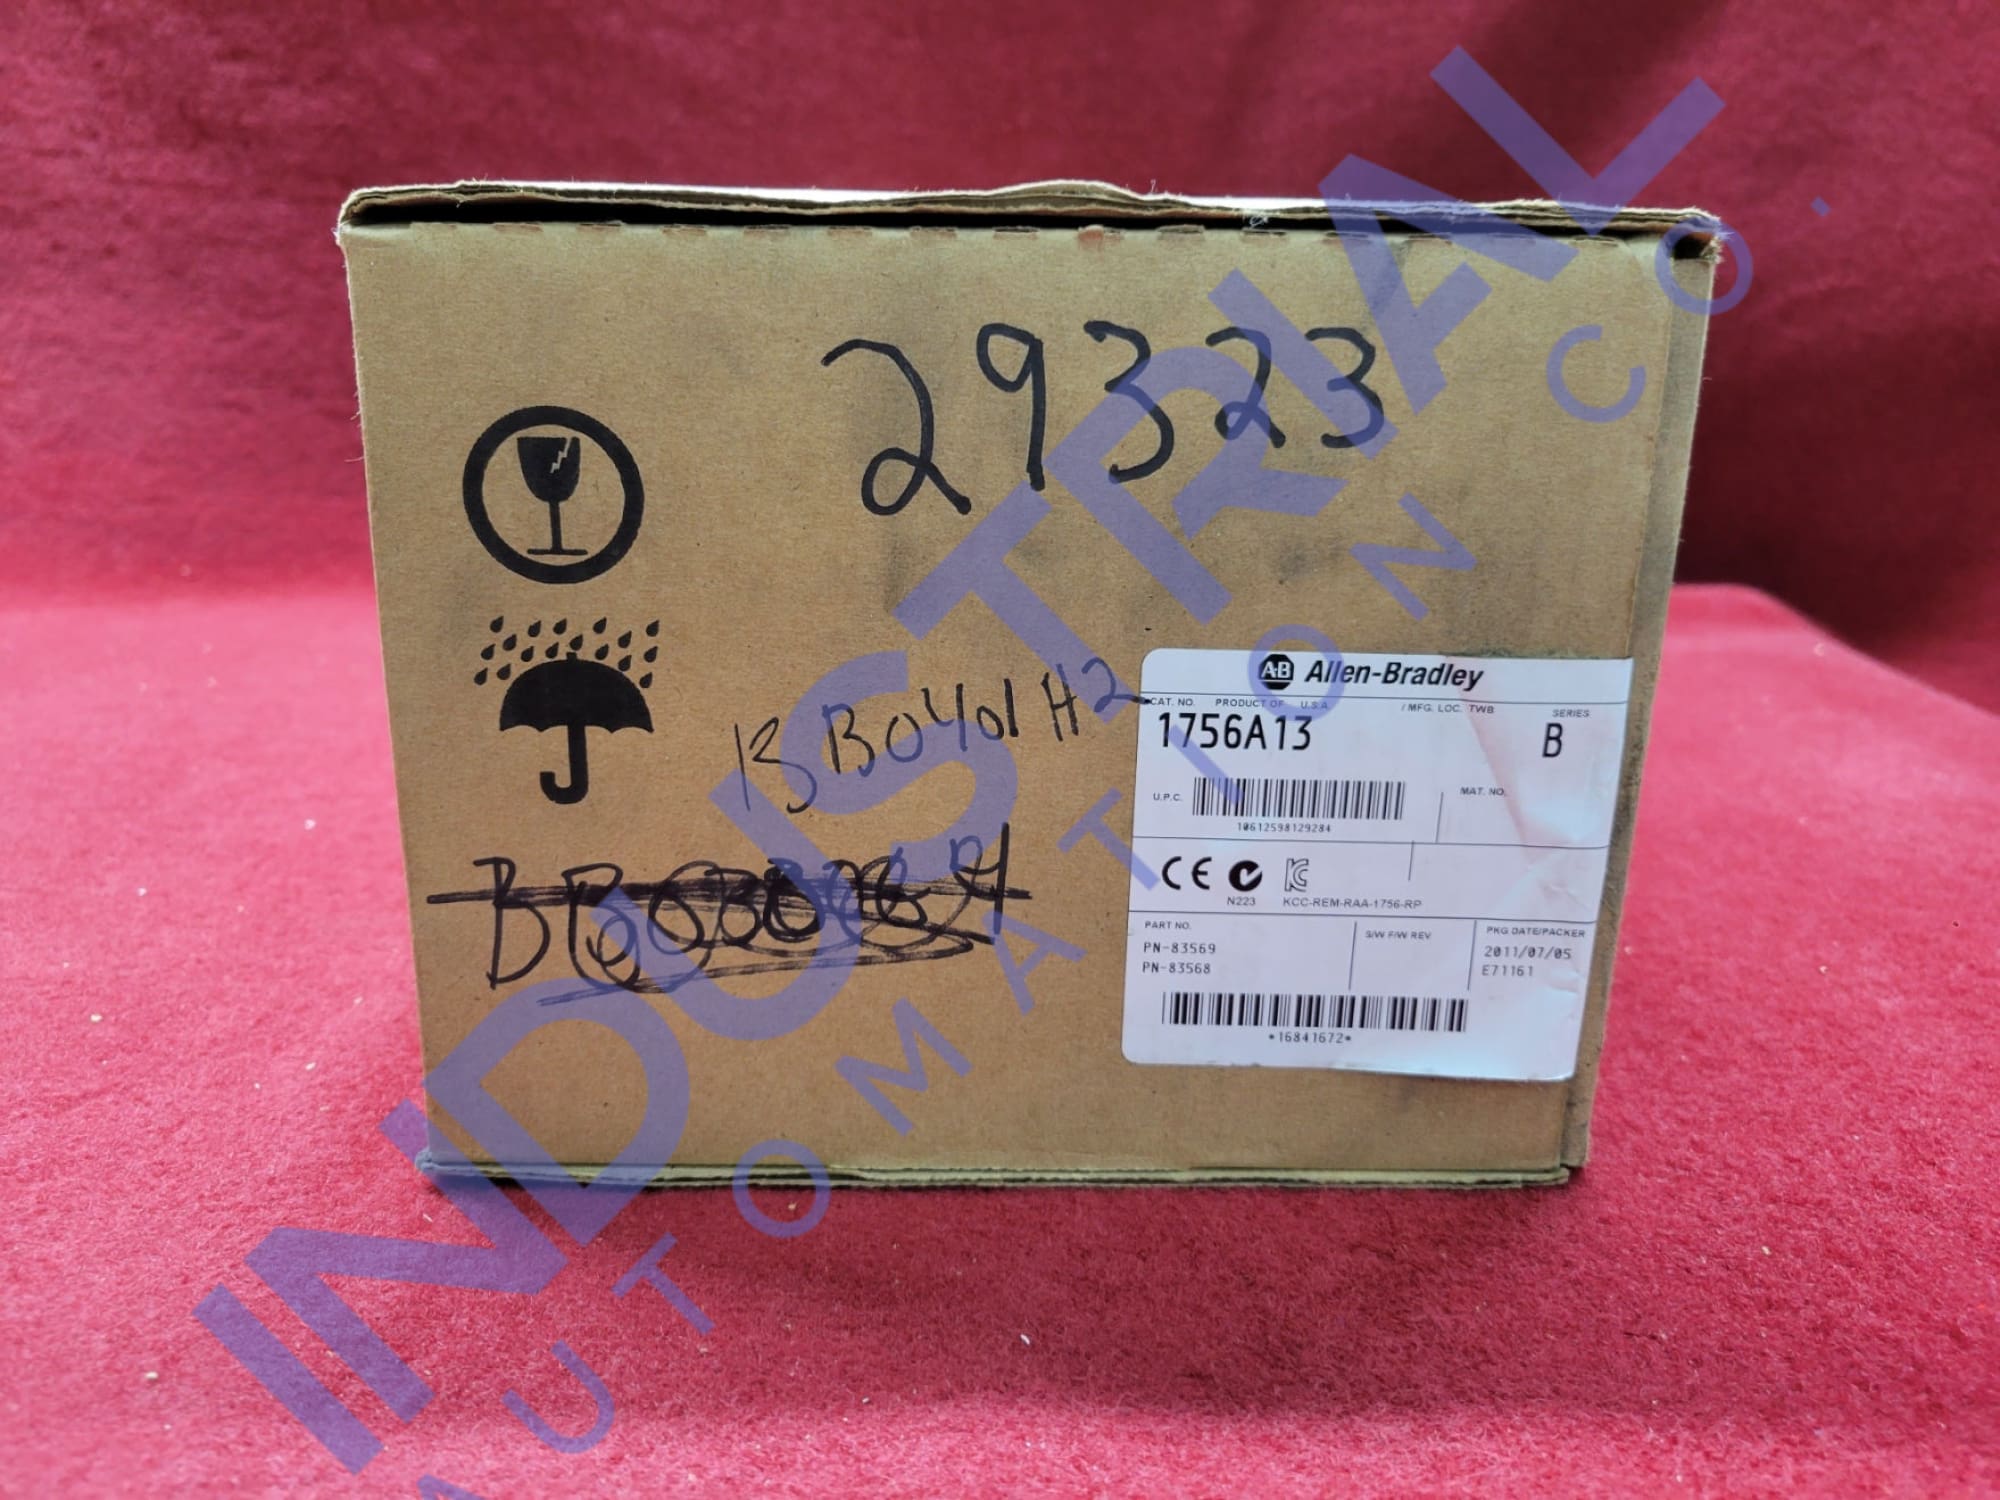 29323
BB0401H2
A-B Allen-Bradley
CAT. NO. PRODUCT OF U.S.A. / MFG. LOC. TWB SERIES
1756A13 B
U.P.C. MAT. NO.
10612598129284
CE
N223 KCC-REM-RAA-1756-RP
PART NO. S/W F/W REV PKG DATE/PACKER
PN-83569 2011/07/05
PN-83568 E71161
*16841672*
INDUSTRIAL
AUTOMATION CO.